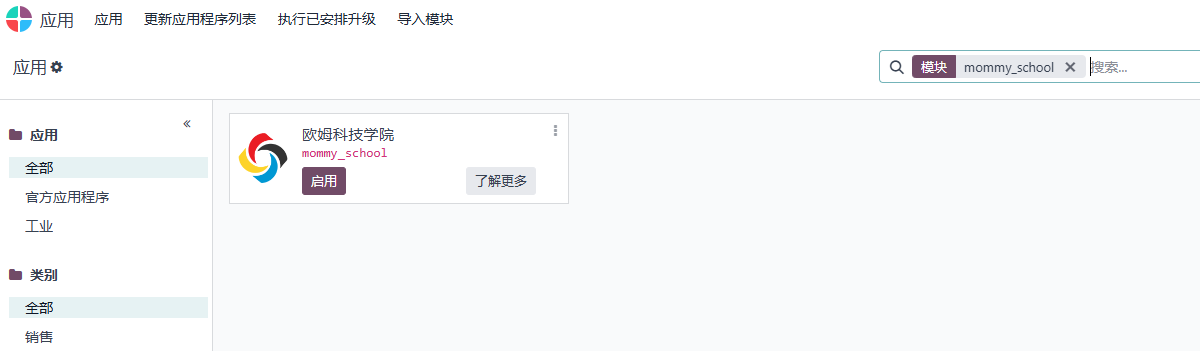 应用 应用 更新应用程序列表 执行已安排升级 导入模块
应用 模块 mommy_school 搜索...
应用
全部
官方应用程序
工业
类别
全部
销售
欧姆科技学院
mommy_school
启用 了解更多